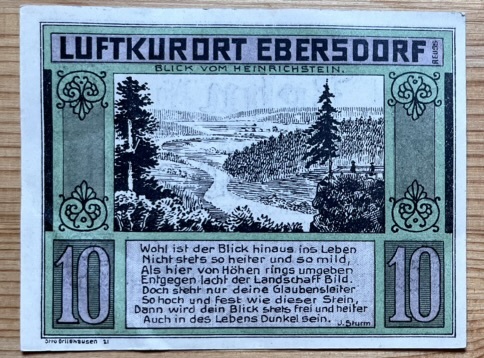 LUFTKURORT EBERSDORF
REUSS
BLICK VOM HEINRICHSTEIN.
10
10
Wohl ist der Blick hinaus ins Leben
Nicht stets so heiter und so mild,
Als hier von Höhen rings umgeben
Entgegen lacht der Landschaft Bild.
Doch steht nur deine Glaubensleiter
So hoch und fest wie dieser Stein,
Dann wird dein Blick stets frei und heiter
Auch in des Lebens Dunkel sein.
J. Sturm
21